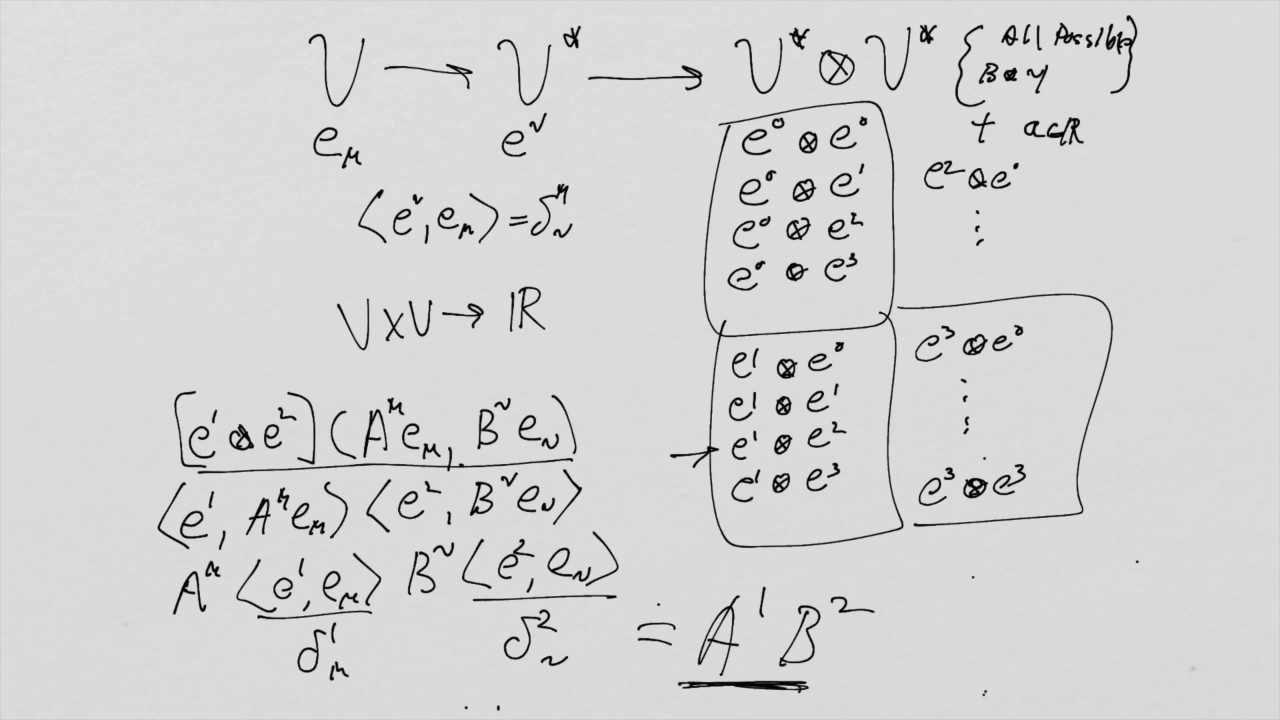 V → V* → V* ⊗ V* { All Possible
e_μ e^ν + a∈ℝ
⟨e^ν, e_μ⟩ = δ^μ_ν
V x V → ℝ
[e^1 ⊗ e^2] (A^μ e_μ, B^ν e_ν)
⟨e^1, A^μ e_μ⟩ ⟨e^2, B^ν e_ν⟩
A^μ ⟨e^1, e_μ⟩ B^ν ⟨e^2, e_ν⟩
δ^1_μ δ^2_ν = A^1 B^2
e^0 ⊗ e^0
e^0 ⊗ e^1
e^0 ⊗ e^2
e^0 ⊗ e^3
e^1 ⊗ e^0
e^1 ⊗ e^1
→ e^1 ⊗ e^2
e^1 ⊗ e^3
e^2 ⊗ e^0
⋮
e^3 ⊗ e^0
⋮
e^3 ⊗ e^3